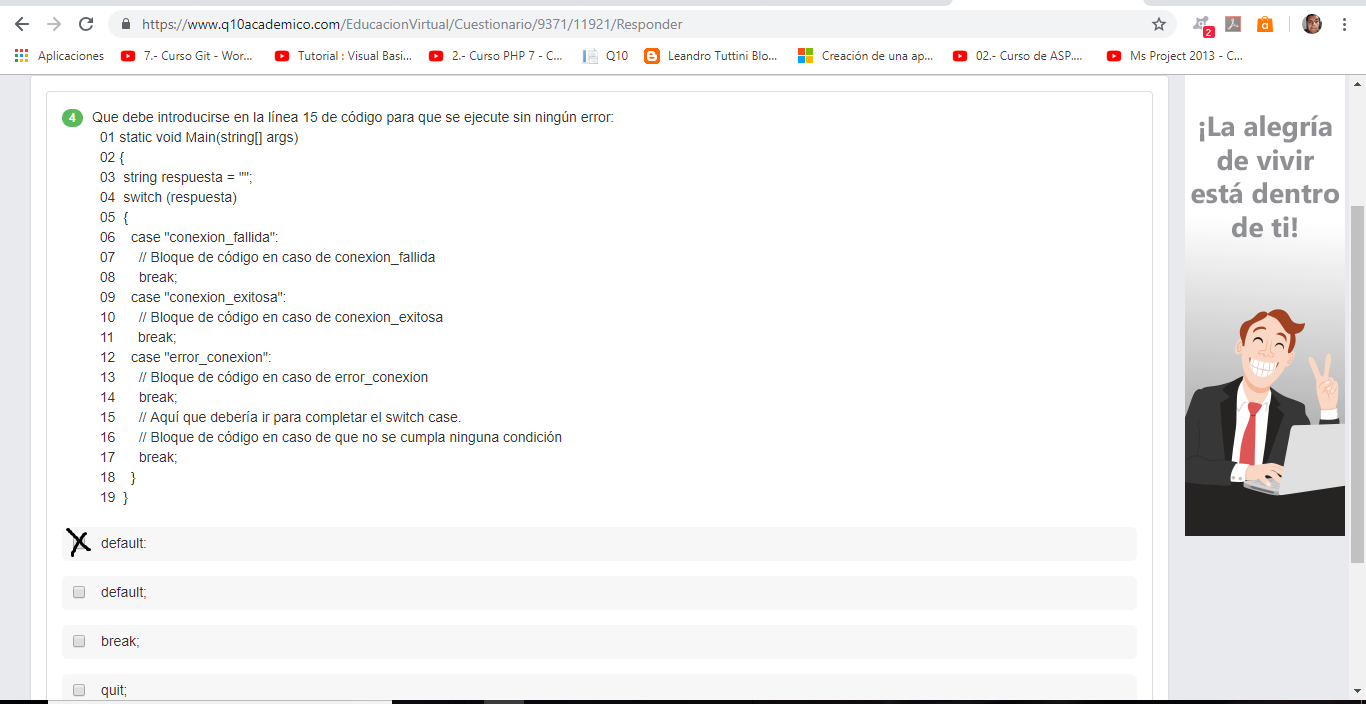 https://www.q10academico.com/EducacionVirtual/Cuestionario/9371/11921/Responder
2
a
Aplicaciones 7.- Curso Git - Wor... Tutorial : Visual Basi... 2.- Curso PHP 7 - C... Q10 Leandro Tuttini Blo... Creación de una ap... 02.- Curso de ASP.... Ms Project 2013 - C...
4 Que debe introducirse en la línea 15 de código para que se ejecute sin ningún error:
01 static void Main(string[] args)
02 {
03 string respuesta = "";
04 switch (respuesta)
05 {
06 case "conexion_fallida":
07 // Bloque de código en caso de conexion_fallida
08 break;
09 case "conexion_exitosa":
10 // Bloque de código en caso de conexion_exitosa
11 break;
12 case "error_conexion":
13 // Bloque de código en caso de error_conexion
14 break;
15 // Aquí que debería ir para completar el switch case.
16 // Bloque de código en caso de que no se cumpla ninguna condición
17 break;
18 }
19 }
default:
default;
break;
quit;
¡La alegría
de vivir
está dentro
de ti!